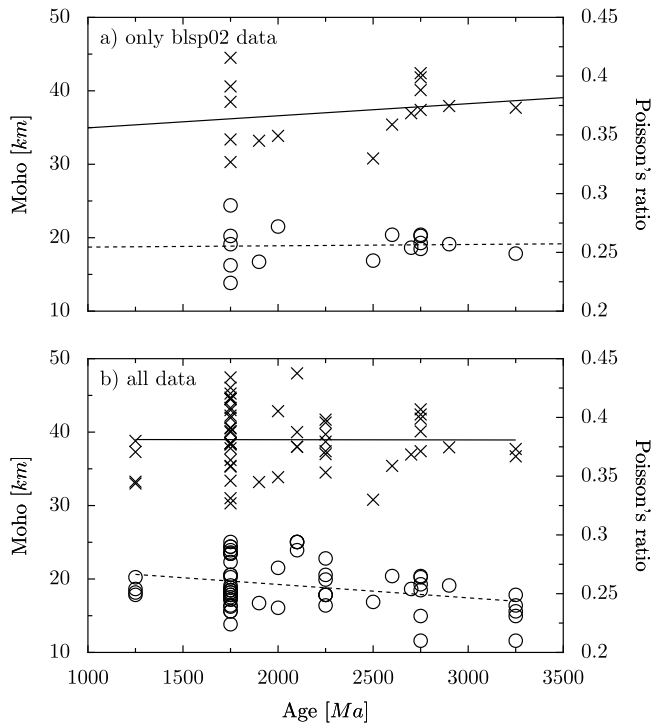 50
0.45
a) only blsp02 data
40
0.4
0.35
30
0.3
20
0.25
10
0.2
Moho [km]
Poisson's ratio
50
0.45
b) all data
40
0.4
0.35
30
0.3
20
0.25
10
0.2
Moho [km]
Poisson's ratio
1000 1500 2000 2500 3000 3500
Age [Ma]